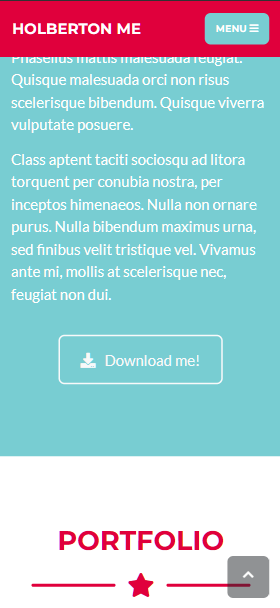 HOLBERTON ME
MENU
Phasellus mattis malesuada feugiat.
Quisque malesuada orci non risus
scelerisque bibendum. Quisque viverra
vulputate posuere.
Class aptent taciti sociosqu ad litora
torquent per conubia nostra, per
inceptos himenaeos. Nulla non ornare
purus. Nulla bibendum maximus urna,
sed finibus velit tristique vel. Vivamus
ante mi, mollis at scelerisque nec,
feugiat non dui.
Download me!
PORTFOLIO